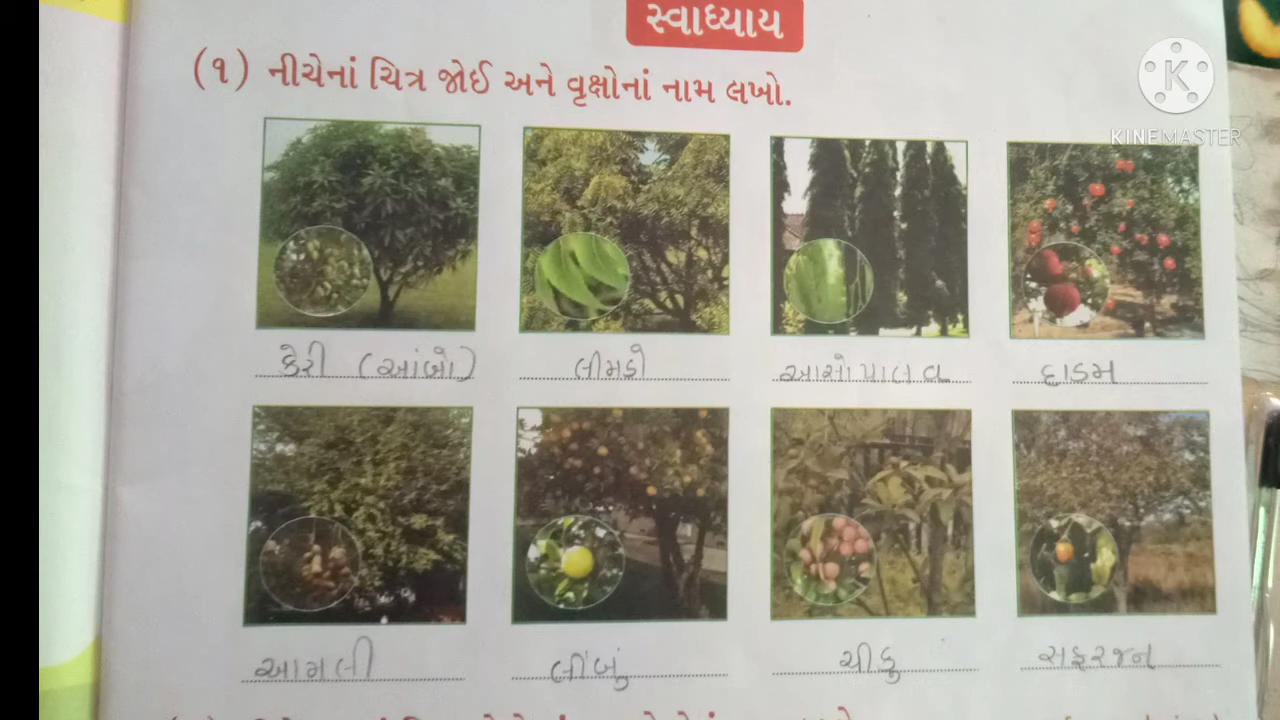 સ્વાધ્યાય
(૧) નીચેનાં ચિત્ર જોઈ અને વૃક્ષોનાં નામ લખો.
K
KINEMASTER
કેરી (આંબો) લીમડો આસોપાલવ દાડમ
આમલી લીંબું ચીકુ સફરજન